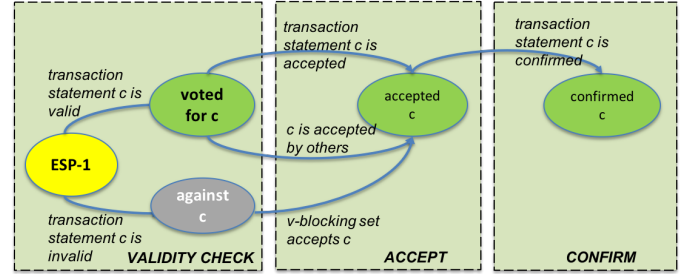 transaction
statement c is
valid
voted
for c
ESP-1
against
c
transaction
statement c is
invalid
VALIDITY CHECK
transaction
statement c is
accepted
c is accepted
by others
v-blocking set
accepts c
accepted
c
ACCEPT
transaction
statement c is
confirmed
confirmed
c
CONFIRM